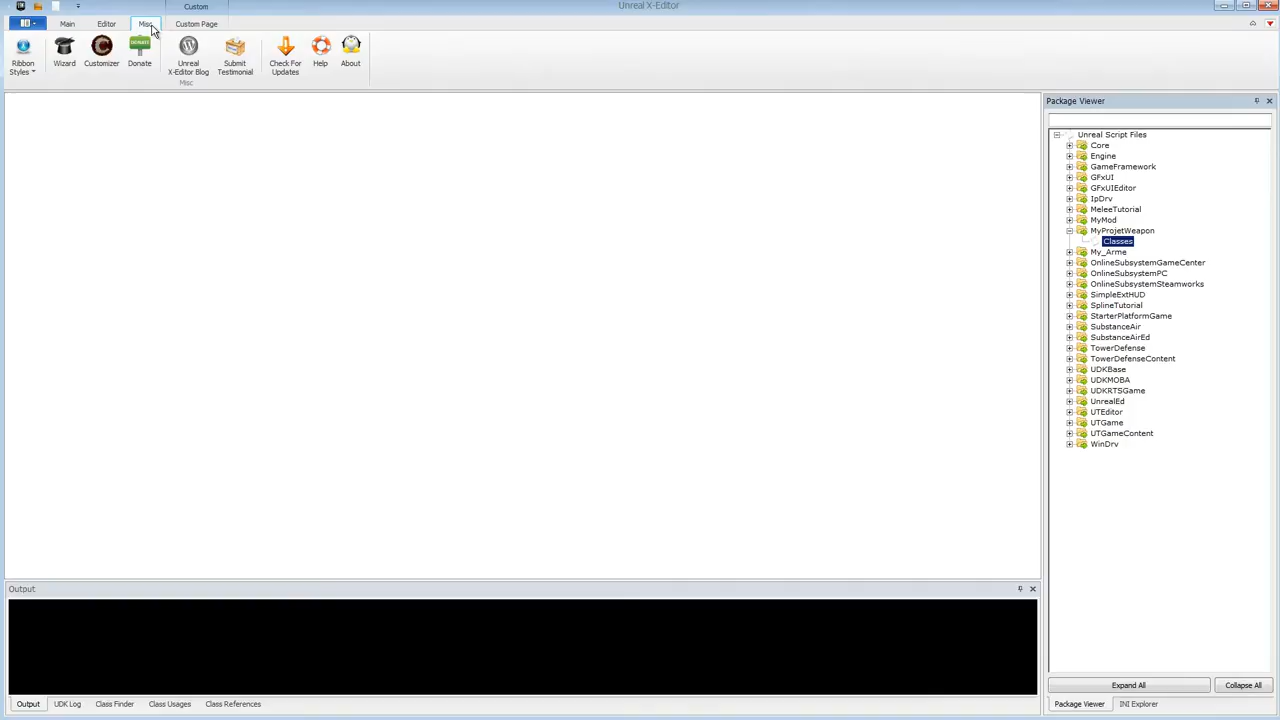 Custom
Unreal X-Editor
Main
Editor
Misc
Custom Page
Ribbon
Styles
Wizard
Customizer
DONATE
Donate
Unreal
X-Editor Blog
Submit
Testimonial
Check For
Updates
Help
About
Misc
Package Viewer
Unreal Script Files
Core
Engine
GameFramework
GFxUI
GFxUIEditor
IpDrv
MeleeTutorial
MyMod
MyProjetWeapon
Classes
My_Arme
OnlineSubsystemGameCenter
OnlineSubsystemPC
OnlineSubsystemSteamworks
SimpleExtHUD
SplineTutorial
StarterPlatformGame
SubstanceAir
SubstanceAirEd
TowerDefense
TowerDefenseContent
UDKBase
UDKMOBA
UDKRTSGame
UnrealEd
UTEditor
UTGame
UTGameContent
WinDrv
Expand All
Collapse All
Package Viewer
INI Explorer
Output
Output
UDK Log
Class Finder
Class Usages
Class References